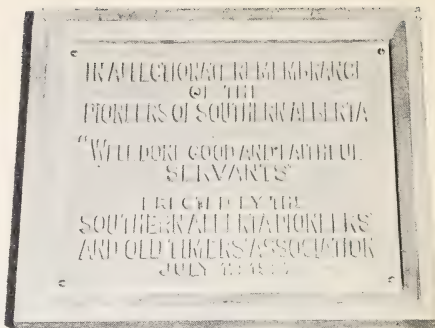 IN AFFECTIONATE REMEMBRANCE
OF THE
PIONEERS OF SOUTHERN ALBERTA
"WELL DONE GOOD AND FAITHFUL
SERVANTS"
ERECTED BY THE
SOUTHERN ALBERTA PIONEERS'
AND OLD TIMERS' ASSOCIATION
JULY